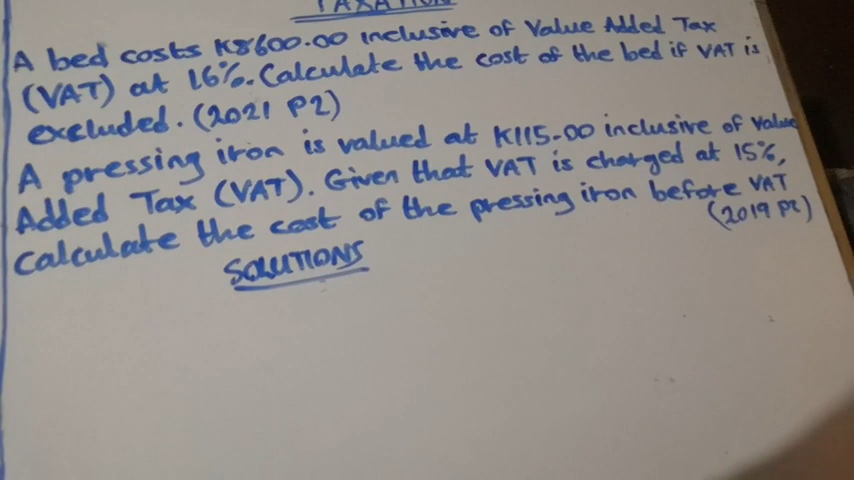 TAXATION
A bed costs K8600.00 inclusive of Value Added Tax
(VAT) at 16%. Calculate the cost of the bed if VAT is
excluded. (2021 P2)
A pressing iron is valued at K115-00 inclusive of Value
Added Tax (VAT). Given that VAT is charged at 15%,
Calculate the cost of the pressing iron before VAT
(2019 P2)
SOLUTIONS